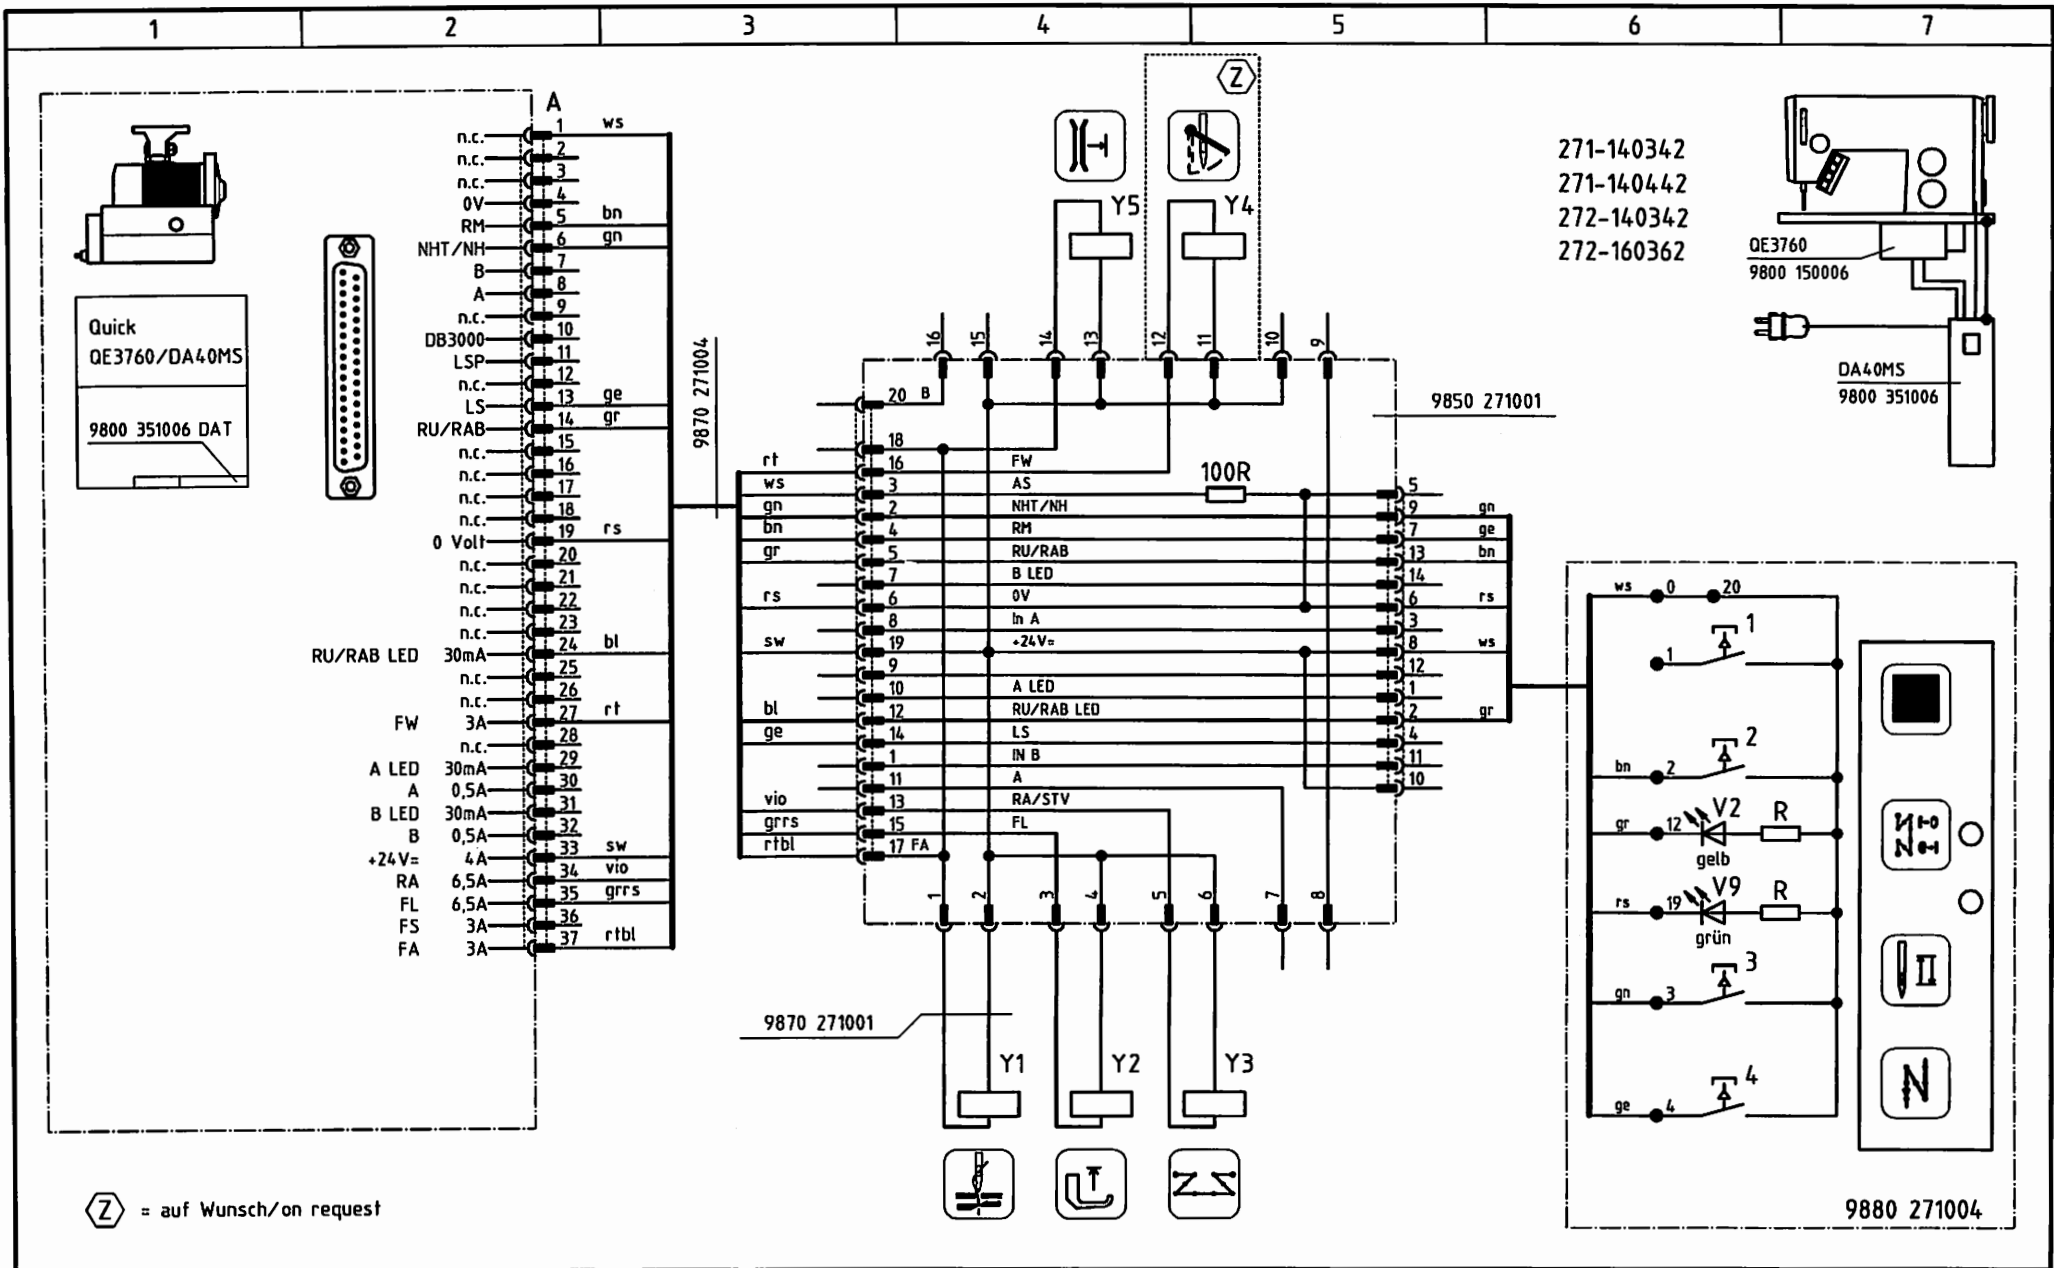 1 2 3 4 5 6 7
Quick
QE3760/DA40MS
9800 351006 DAT
A
n.c. 1 ws
n.c. 2
n.c. 3
0V 4
RM 5 bn
NHT/NH 6 gn
B 7
A 8
n.c. 9
DB3000 10
LSP 11
n.c. 12
LS 13 ge
RU/RAB 14 gr
n.c. 15
n.c. 16
n.c. 17
n.c. 18
0 Volt 19 rs
n.c. 20
n.c. 21
n.c. 22
n.c. 23
RU/RAB LED 30mA 24 bl
n.c. 25
n.c. 26
FW 3A 27 rt
n.c. 28
A LED 30mA 29
A 0,5A 30
B LED 30mA 31
B 0,5A 32
+24V= 4A 33 sw
RA 6,5A 34 vio
FL 6,5A 35 grrs
FS 3A 36
FA 3A 37 rtbl
9870 271004
Z
Y5 Y4
16 15 14 13 12 11 10 9
9850 271001
20 B
18
rt 16 FW
ws 3 AS 100R 5
gn 2 NHT/NH 9 gn
bn 4 RM 7 ge
gr 5 RU/RAB 13 bn
7 B LED 14
rs 6 0V 6 rs
8 In A 3
sw 19 +24V= 8 ws
9 12
10 A LED 1
bl 12 RU/RAB LED 2 gr
ge 14 LS 4
1 IN B 11
11 A 10
vio 13 RA/STV
grrs 15 FL
rtbl 17 FA
1 2 3 4 5 6 7 8
9870 271001
Y1 Y2 Y3
271-140342
271-140442
272-140342
272-160362
QE3760
9800 150006
DA40MS
9800 351006
ws 0 20
1 1
bn 2 2
gr 12 V2 R
gelb
rs 19 V9 R
grün
gn 3 3
ge 4 4
9880 271004
Z = auf Wunsch/on request